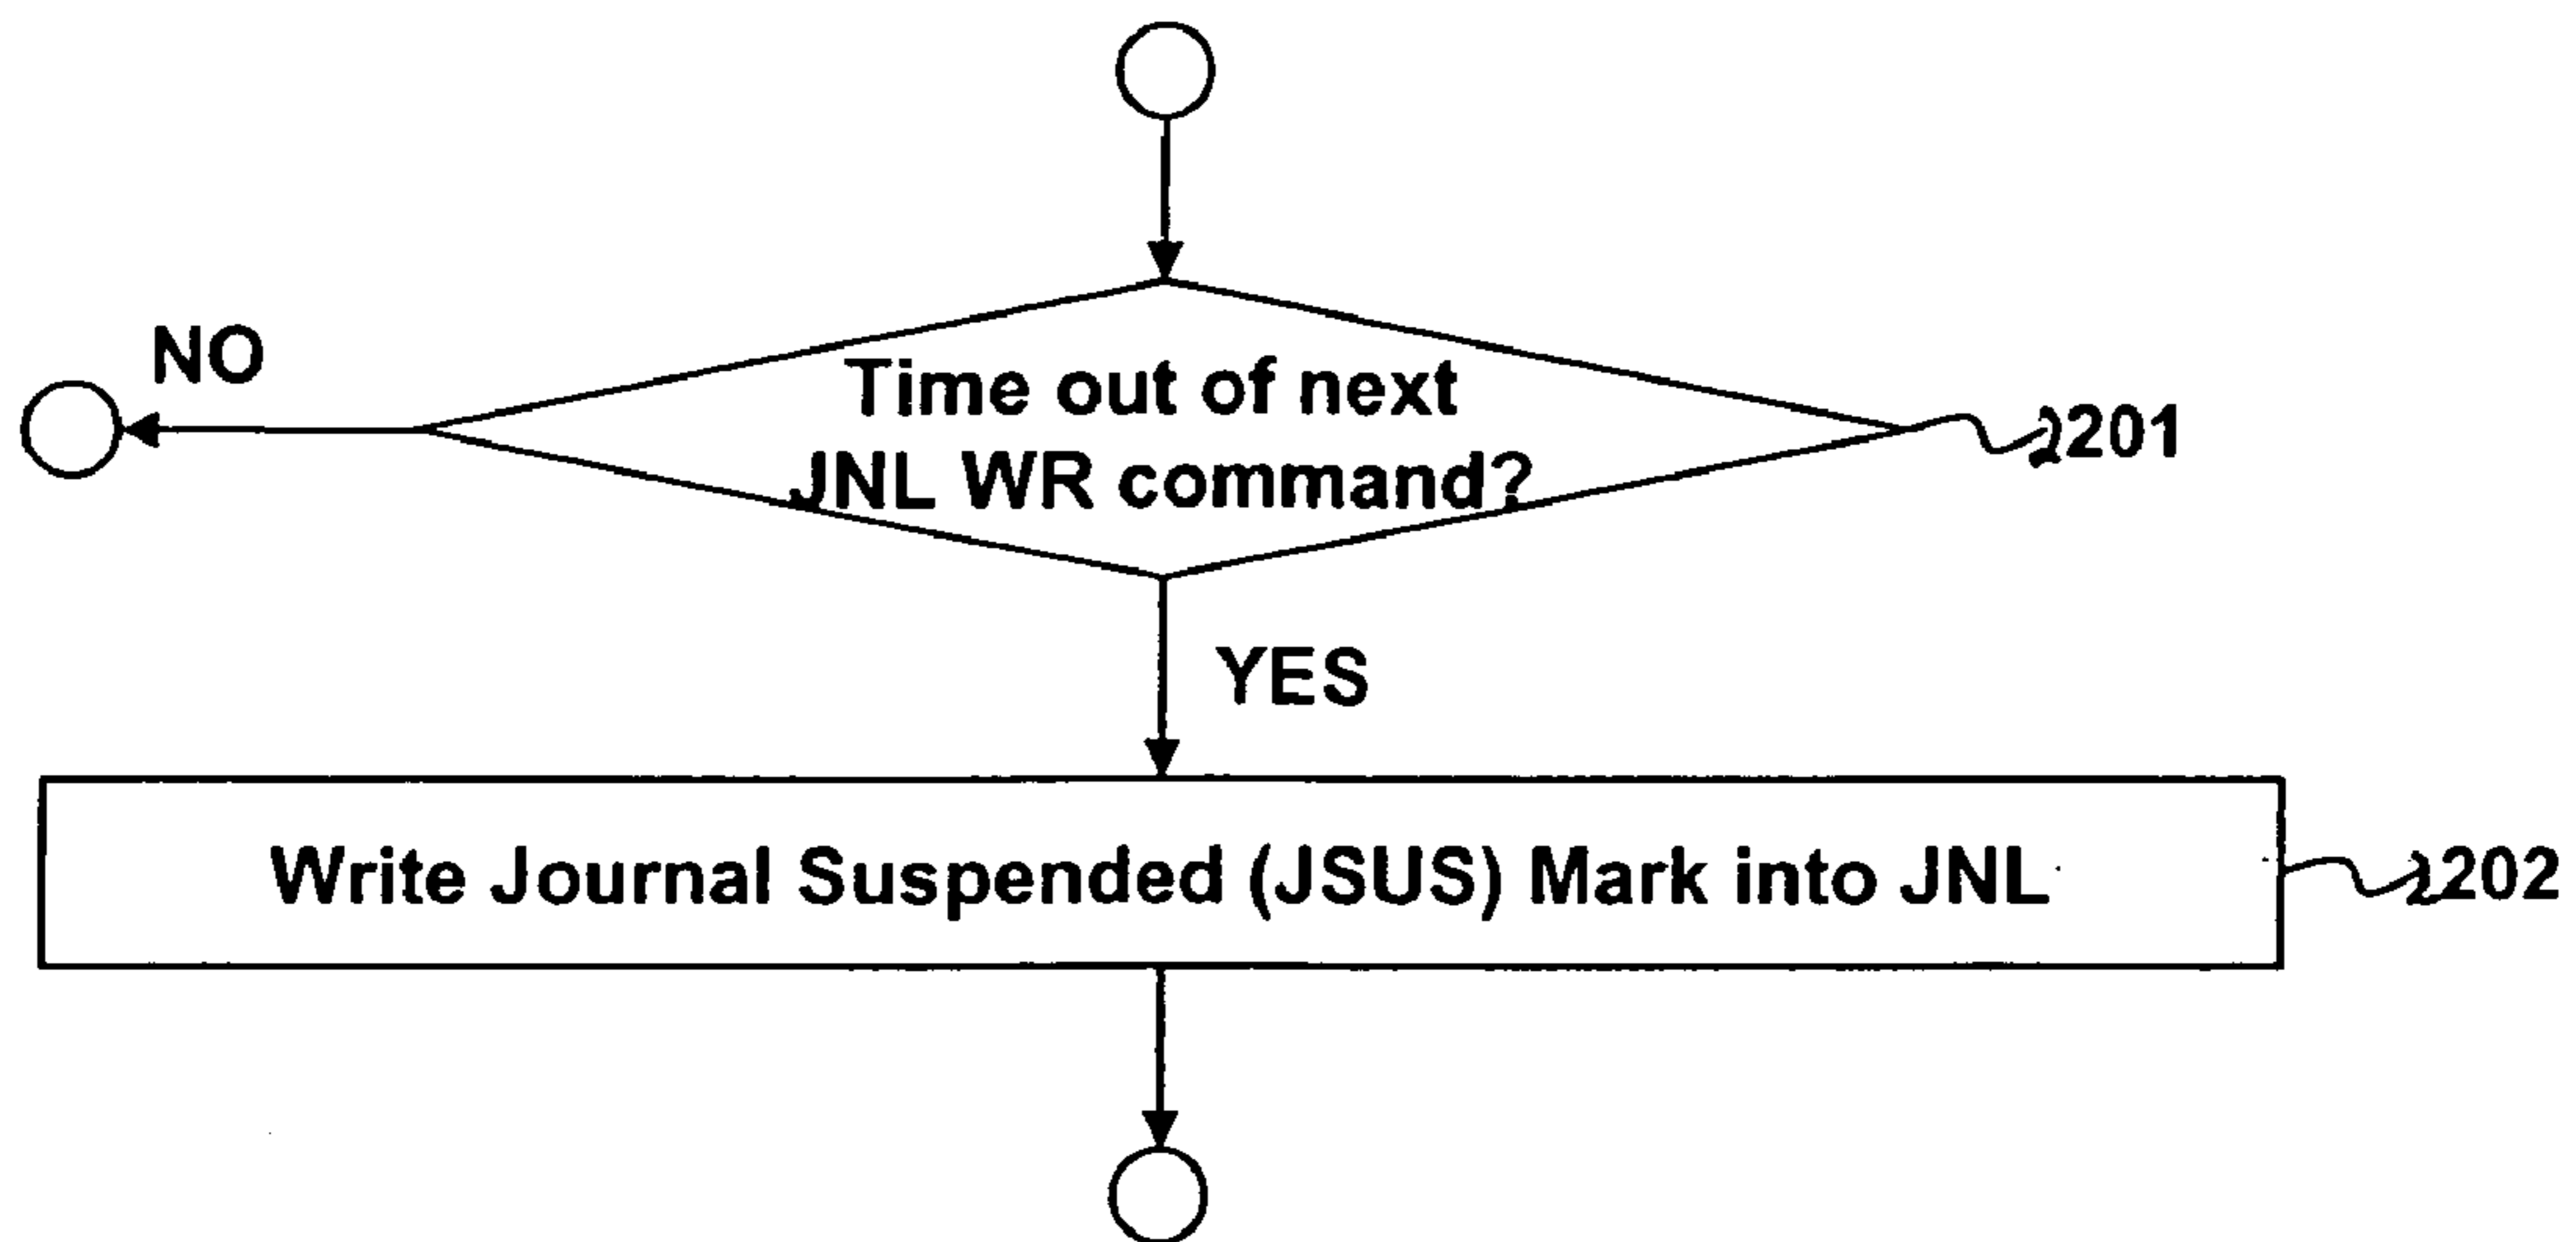 NO
Time out of next
JNL WR command?
201
YES
Write Journal Suspended (JSUS) Mark into JNL
202